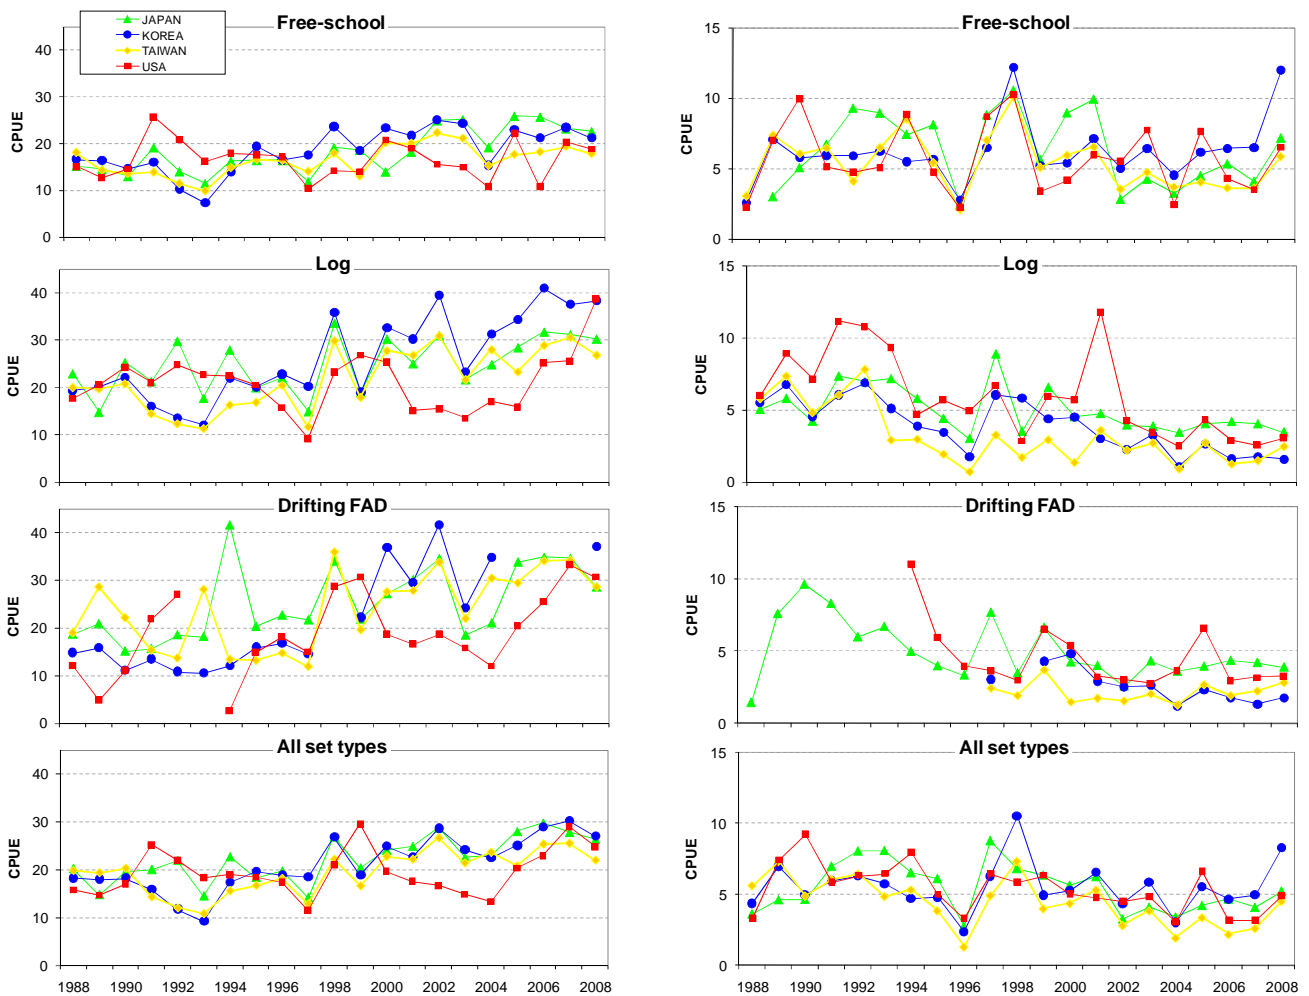 Free-school
JAPAN
KOREA
TAIWAN
USA
CPUE
40
30
20
10
0
Free-school
CPUE
15
10
5
0
Log
CPUE
40
30
20
10
0
Log
CPUE
15
10
5
0
Drifting FAD
CPUE
40
30
20
10
0
Drifting FAD
CPUE
15
10
5
0
All set types
CPUE
40
30
20
10
0
1988 1990 1992 1994 1996 1998 2000 2002 2004 2006 2008
All set types
CPUE
15
10
5
0
1988 1990 1992 1994 1996 1998 2000 2002 2004 2006 2008